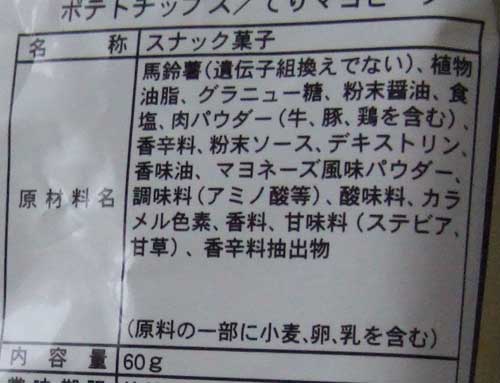 ポテトチップス/てりマヨビーフ
名 称 スナック菓子
原材料名
馬鈴薯(遺伝子組換えでない)、植物
油脂、グラニュー糖、粉末醤油、食
塩、肉パウダー(牛、豚、鶏を含む)、
香辛料、粉末ソース、デキストリン、
香味油、マヨネーズ風味パウダー、
調味料(アミノ酸等)、酸味料、カラ
メル色素、香料、甘味料(ステビア、
甘草)、香辛料抽出物
(原料の一部に小麦、卵、乳を含む)
内 容 量 60g